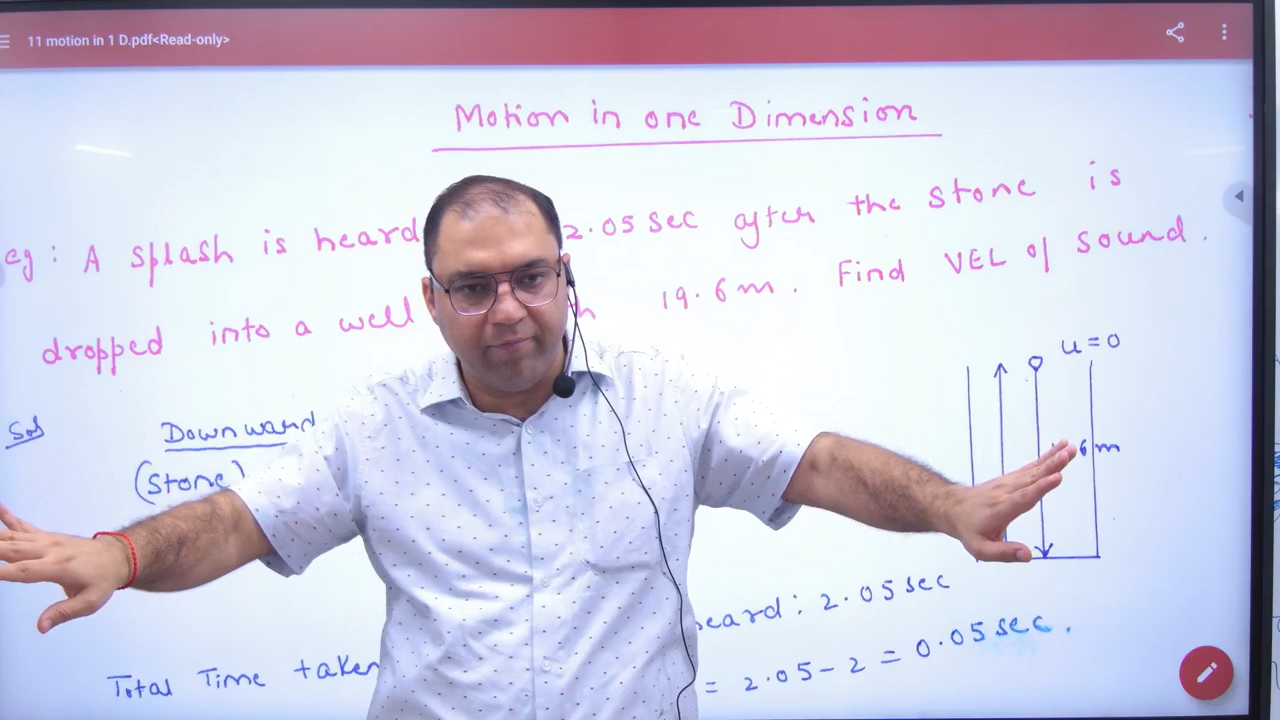 11 motion in 1 D.pdf<Read-only>
Motion in one Dimension
eg: A splash is heard 2.05 sec after the stone is
dropped into a well 19.6m. Find VEL of sound.
u=0
Sol
Downward
(stone)
6m
heard: 2.05 sec
Total Time taken = 2.05-2 = 0.05 sec.